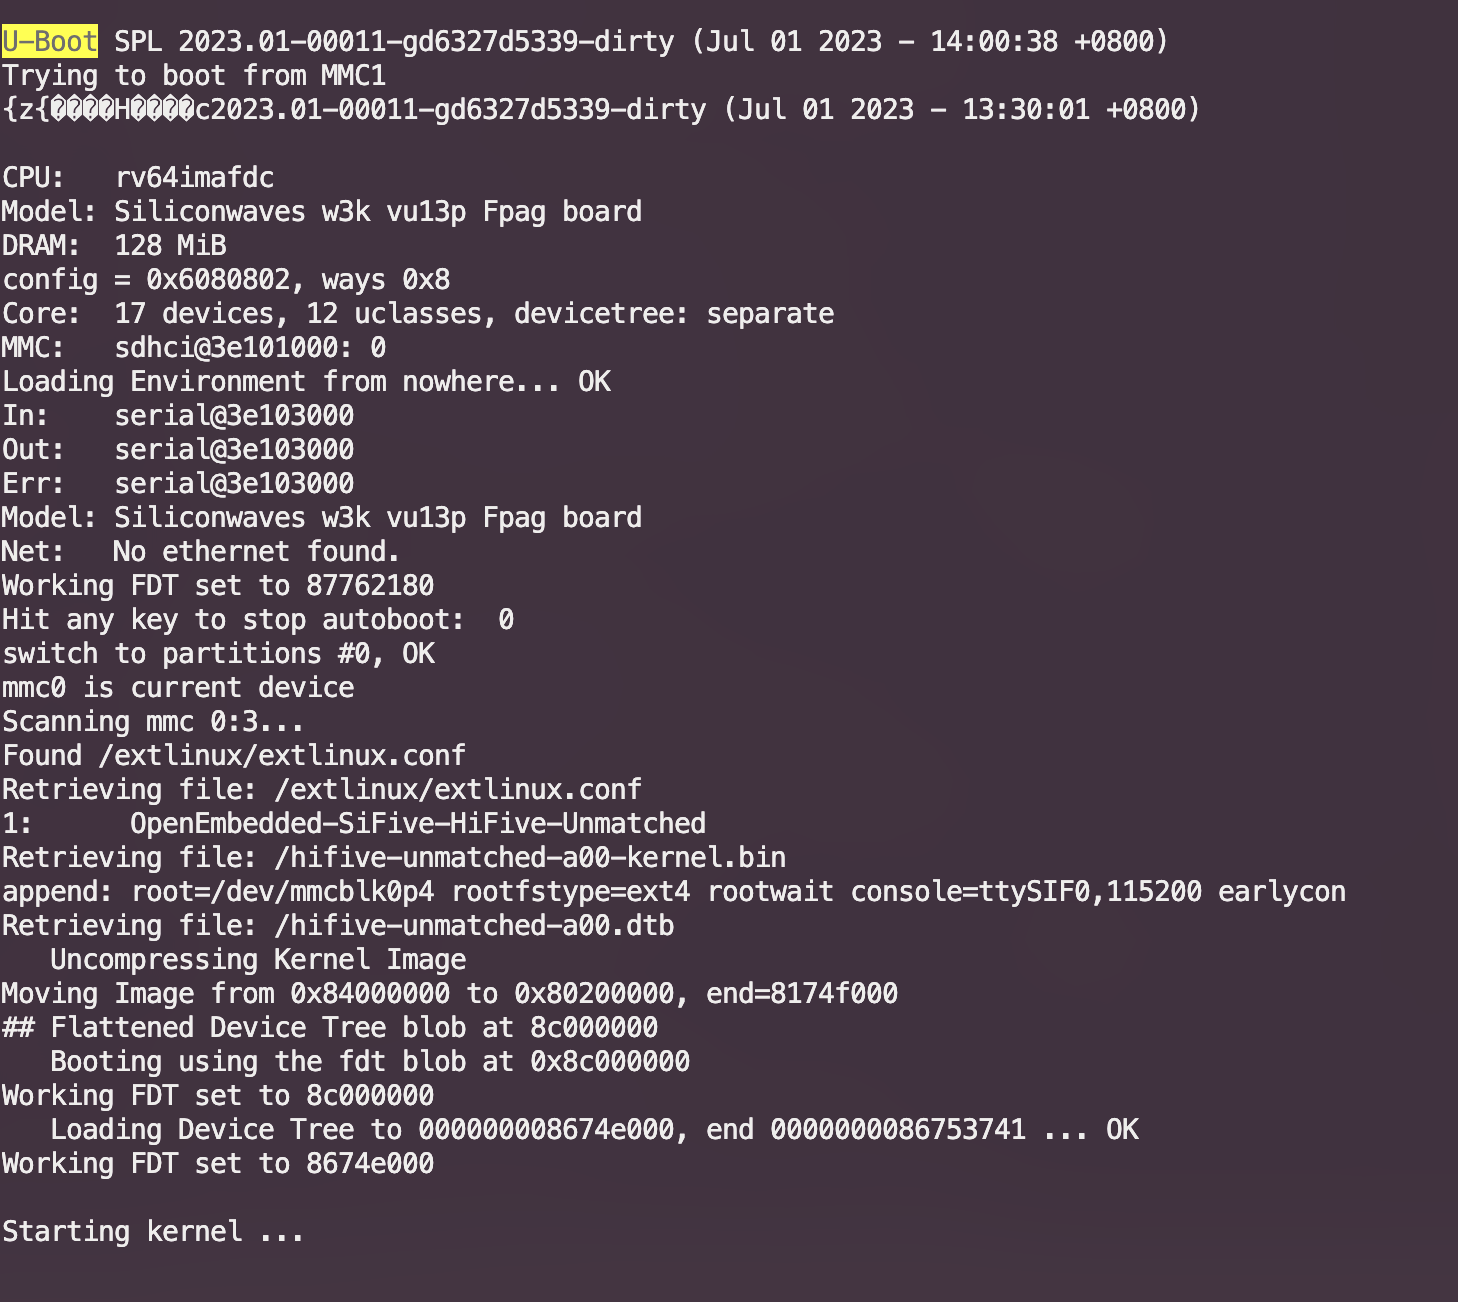 U-Boot SPL 2023.01-00011-gd6327d5339-dirty (Jul 01 2023 - 14:00:38 +0800)
Trying to boot from MMC1
{z{����H����c2023.01-00011-gd6327d5339-dirty (Jul 01 2023 - 13:30:01 +0800)
CPU:   rv64imafdc
Model: Siliconwaves w3k vu13p Fpag board
DRAM:  128 MiB
config = 0x6080802, ways 0x8
Core:  17 devices, 12 uclasses, devicetree: separate
MMC:   sdhci@3e101000: 0
Loading Environment from nowhere... OK
In:    serial@3e103000
Out:   serial@3e103000
Err:   serial@3e103000
Model: Siliconwaves w3k vu13p Fpag board
Net:   No ethernet found.
Working FDT set to 87762180
Hit any key to stop autoboot:  0
switch to partitions #0, OK
mmc0 is current device
Scanning mmc 0:3...
Found /extlinux/extlinux.conf
Retrieving file: /extlinux/extlinux.conf
1:      OpenEmbedded-SiFive-HiFive-Unmatched
Retrieving file: /hifive-unmatched-a00-kernel.bin
append: root=/dev/mmcblk0p4 rootfstype=ext4 rootwait console=ttySIF0,115200 earlycon
Retrieving file: /hifive-unmatched-a00.dtb
   Uncompressing Kernel Image
Moving Image from 0x84000000 to 0x80200000, end=8174f000
## Flattened Device Tree blob at 8c000000
   Booting using the fdt blob at 0x8c000000
Working FDT set to 8c000000
   Loading Device Tree to 000000008674e000, end 0000000086753741 ... OK
Working FDT set to 8674e000
Starting kernel ...